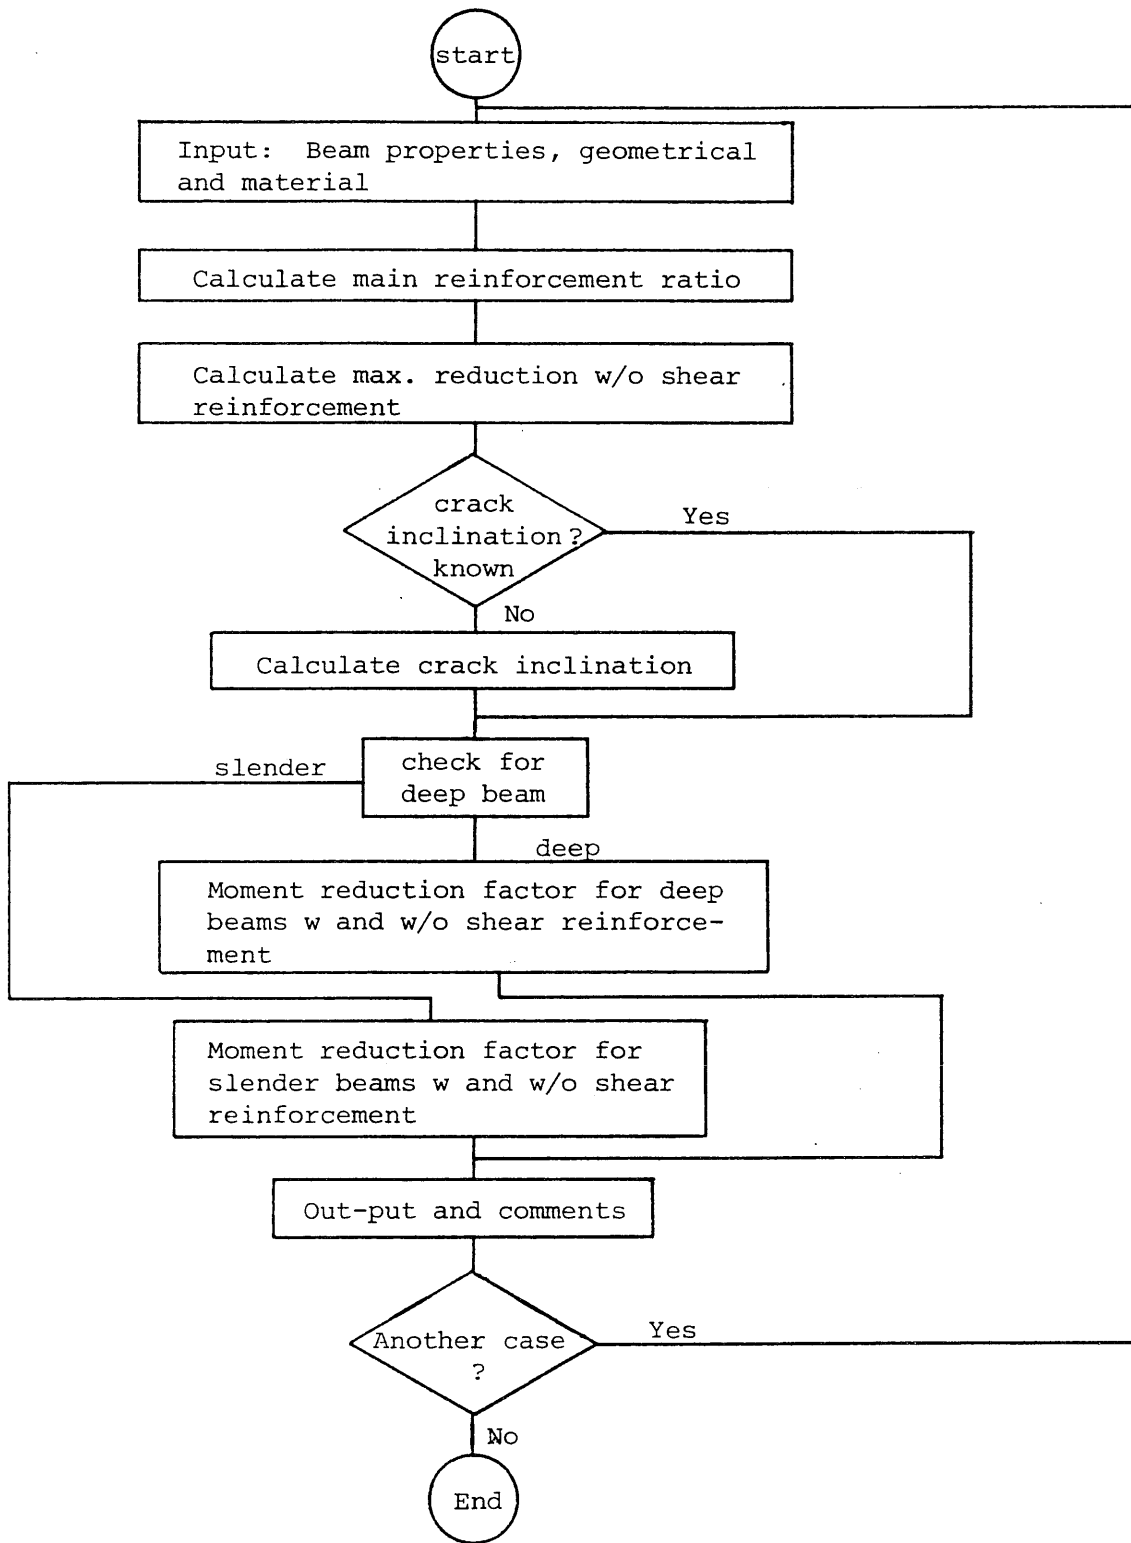 start
Input: Beam properties, geometrical
and material
Calculate main reinforcement ratio
Calculate max. reduction w/o shear
reinforcement
crack
inclination ?
known
Yes
No
Calculate crack inclination
slender
check for
deep beam
deep
Moment reduction factor for deep
beams w and w/o shear reinforce-
ment
Moment reduction factor for
slender beams w and w/o shear
reinforcement
Out-put and comments
Another case
?
Yes
No
End